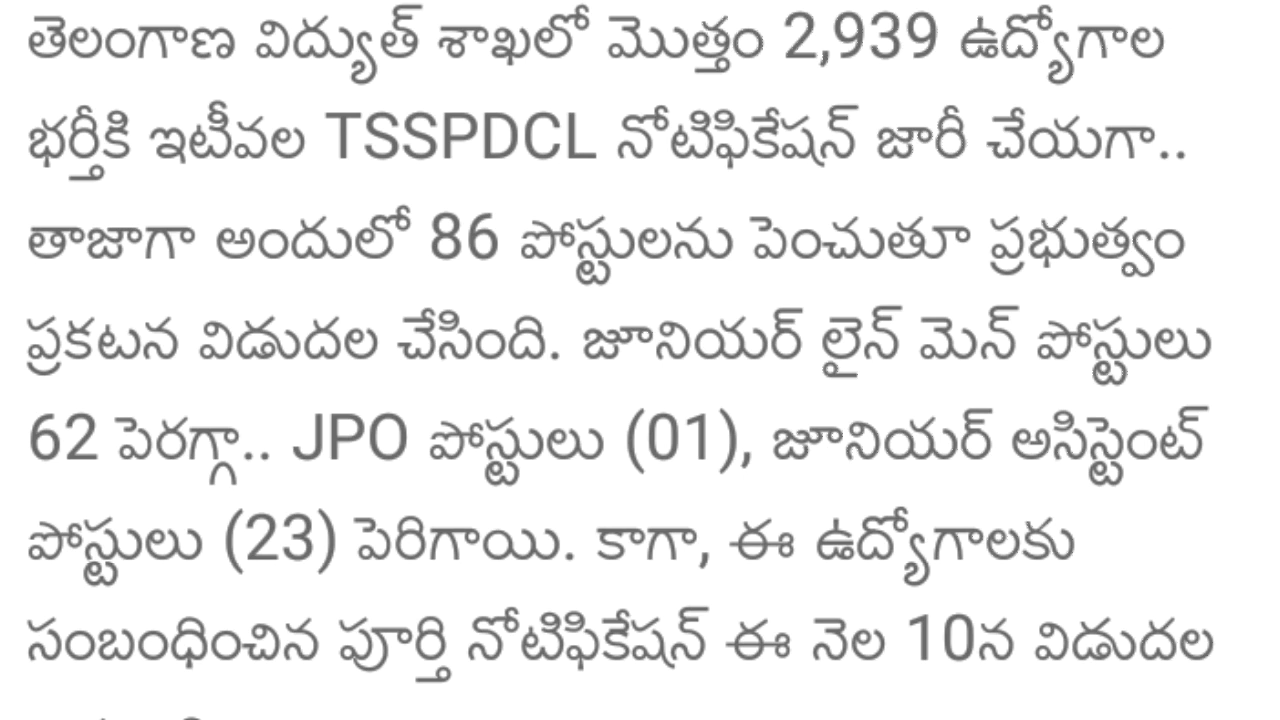 తెలంగాణ విద్యుత్ శాఖలో మొత్తం 2,939 ఉద్యోగాల
భర్తీకి ఇటీవల TSSPDCL నోటిఫికేషన్ జారీ చేయగా..
తాజాగా అందులో 86 పోస్టులను పెంచుతూ ప్రభుత్వం
ప్రకటన విడుదల చేసింది. జూనియర్ లైన్ మెన్ పోస్టులు
62 పెరగ్గా.. JPO పోస్టులు (01), జూనియర్ అసిస్టెంట్
పోస్టులు (23) పెరిగాయి. కాగా, ఈ ఉద్యోగాలకు
సంబంధించిన పూర్తి నోటిఫికేషన్ ఈ నెల 10న విడుదల